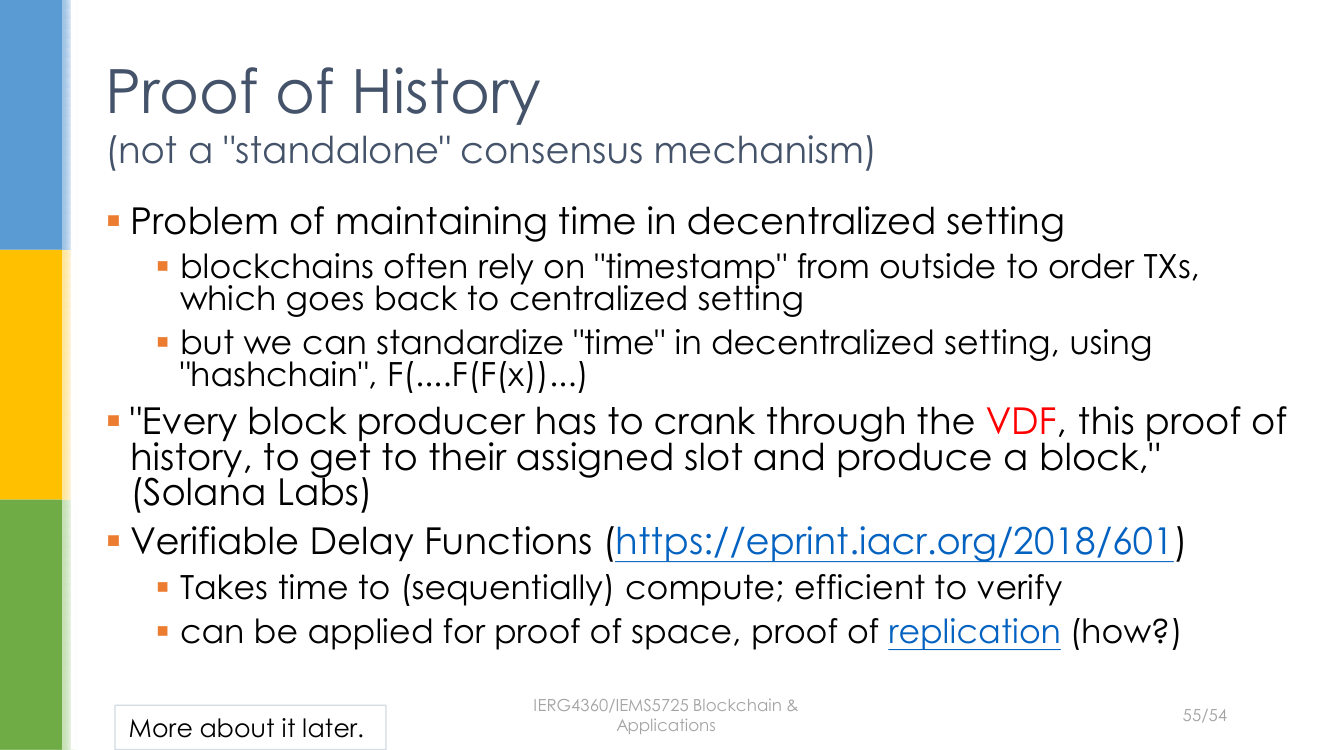 Proof of History
(not a "standalone" consensus mechanism)
Problem of maintaining time in decentralized setting
blockchains often rely on "timestamp" from outside to order TXs,
which goes back to centralized setting
but we can standardize "time" in decentralized setting, using
"hashchain", F(....F(F(x))...)
"Every block producer has to crank through the VDF, this proof of
history, to get to their assigned slot and produce a block,"
(Solana Labs)
Verifiable Delay Functions (https://eprint.iacr.org/2018/601)
Takes time to (sequentially) compute; efficient to verify
can be applied for proof of space, proof of replication (how?)
More about it later.
IERG4360/IEMS5725 Blockchain &
Applications
55/54